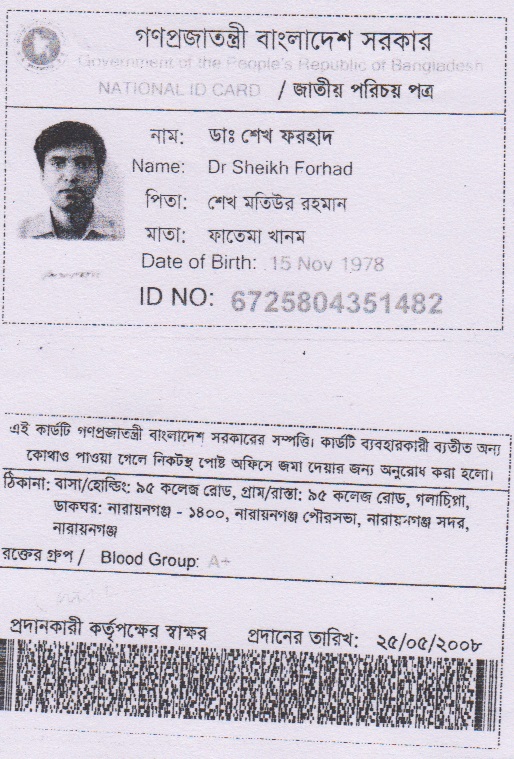 গণপ্রজাতন্ত্রী বাংলাদেশ সরকার
Government of the People's Republic of Bangladesh
NATIONAL ID CARD / জাতীয় পরিচয় পত্র
নাম: ডাঃ শেখ ফরহাদ
Name: Dr Sheikh Forhad
পিতা: শেখ মতিউর রহমান
মাতা: ফাতেমা খানম
Date of Birth: 15 Nov 1978
ID NO: 6725804351482
এই কার্ডটি গণপ্রজাতন্ত্রী বাংলাদেশ সরকারের সম্পত্তি। কার্ডটি ব্যবহারকারী ব্যতীত অন্য
কোথাও পাওয়া গেলে নিকটস্থ পোষ্ট অফিসে জমা দেয়ার জন্য অনুরোধ করা হলো।
ঠিকানা: বাসা/হোল্ডিং: ৯৫ কলেজ রোড, গ্রাম/রাস্তা: ৯৫ কলেজ রোড, গলাচিপা,
ডাকঘর: নারায়নগঞ্জ - ১৪০০, নারায়নগঞ্জ পৌরসভা, নারায়নগঞ্জ সদর,
নারায়নগঞ্জ
রক্তের গ্রুপ / Blood Group: A+
প্রদানকারী কর্তৃপক্ষের স্বাক্ষর প্রদানের তারিখ: ২৫/০৫/২০০৮